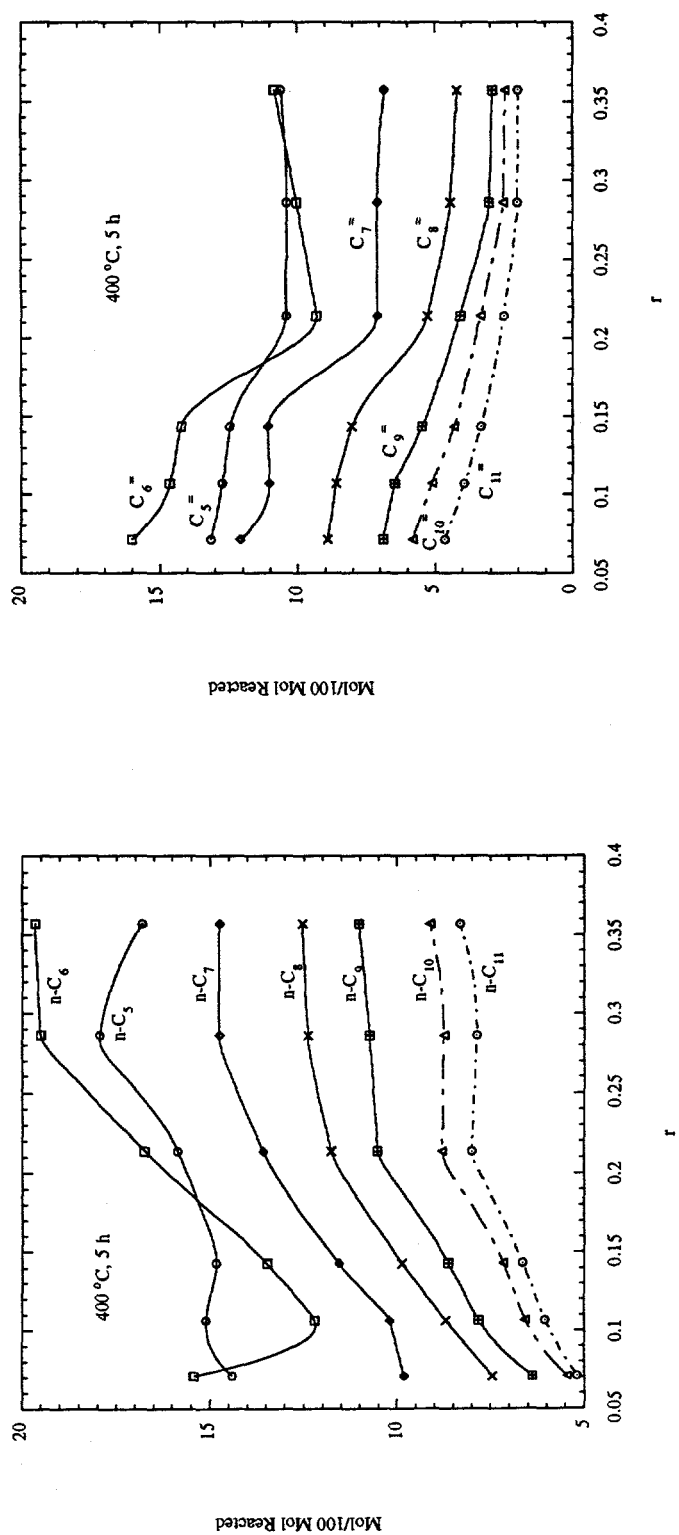 20
15
10
5
0
0.05
0.1
0.15
0.2
0.25
0.3
0.35
0.4
r
Mol/100 Mol Reacted
400 °C, 5 h
C6=
C5=
C7=
C8=
C9=
C10=
C11=
20
15
10
5
0.05
0.1
0.15
0.2
0.25
0.3
0.35
0.4
r
Mol/100 Mol Reacted
400 °C, 5 h
n-C6
n-C5
n-C7
n-C8
n-C9
n-C10
n-C11